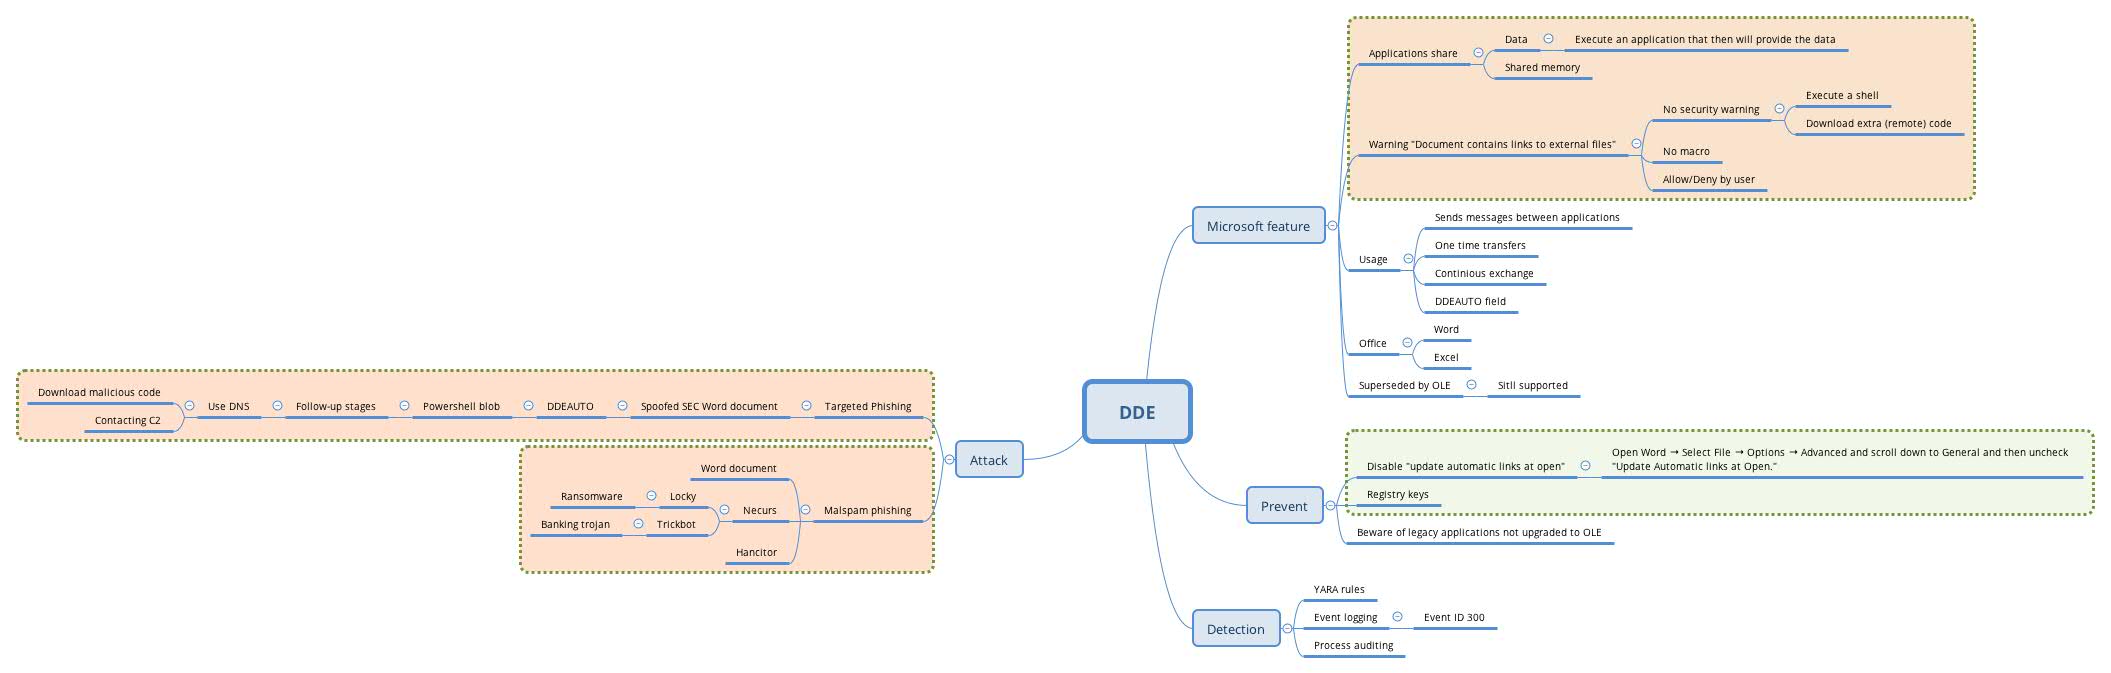 DDE
Microsoft feature
Applications share
Data
Execute an application that then will provide the data
Shared memory
Warning "Document contains links to external files"
No security warning
Execute a shell
Download extra (remote) code
No macro
Allow/Deny by user
Usage
Sends messages between applications
One time transfers
Continious exchange
DDEAUTO field
Office
Word
Excel
Superseded by OLE
Sitll supported
Prevent
Disable "update automatic links at open"
Open Word → Select File → Options → Advanced and scroll down to General and then uncheck
"Update Automatic links at Open."
Registry keys
Beware of legacy applications not upgraded to OLE
Detection
YARA rules
Event logging
Event ID 300
Process auditing
Attack
Targeted Phishing
Spoofed SEC Word document
DDEAUTO
Powershell blob
Follow-up stages
Use DNS
Download malicious code
Contacting C2
Malspam phishing
Word document
Necurs
Locky
Ransomware
Trickbot
Banking trojan
Hancitor